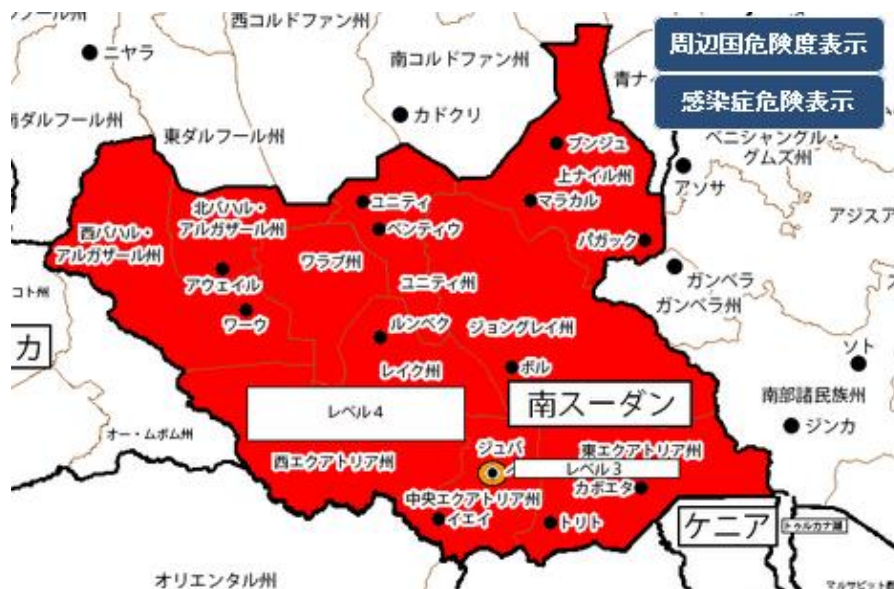 西コルドファン州
ニヤラ
南コルドファン州
周辺国危険度表示
感染症危険表示
カドクリ
南ダルフール州
東ダルフール州
ブンジュ
ベニシャングル・
グムズ州
上ナイル州
アソサ
マラカル
ユニティ
北バハル・
アルガザール州
アジスア
西バハル・
アルガザール州
ベンティウ
パガック
ワラブ州
ガンベラ
アウェイル
ユニティ州
コト州
ガンベラ州
ワーウ
ルンベク
ジョングレイ州
カ
ソト
レイク州
ボル
南部諸民族州
レベル4
南スーダン
ジンカ
オー・ムボム州
ジュバ
東エクアトリア州
西エクアトリア州
レベル3
カポエタ
中央エクアトリア州
イエイ
トリト
ケニア
トゥルカナ湖
オリエンタル州